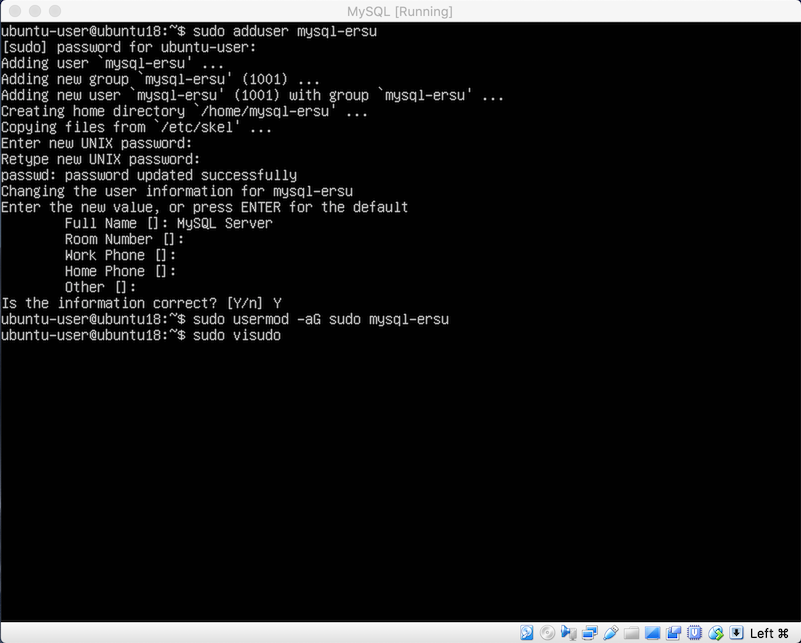 MySQL [Running]
ubuntu-user@ubuntu18:~$ sudo adduser mysql-ersu
[sudo] password for ubuntu-user:
Adding user `mysql-ersu' ...
Adding new group `mysql-ersu' (1001) ...
Adding new user `mysql-ersu' (1001) with group `mysql-ersu' ...
Creating home directory `/home/mysql-ersu' ...
Copying files from `/etc/skel' ...
Enter new UNIX password:
Retype new UNIX password:
passwd: password updated successfully
Changing the user information for mysql-ersu
Enter the new value, or press ENTER for the default
Full Name []: MySQL Server
Room Number []:
Work Phone []:
Home Phone []:
Other []:
Is the information correct? [Y/n] Y
ubuntu-user@ubuntu18:~$ sudo usermod -aG sudo mysql-ersu
ubuntu-user@ubuntu18:~$ sudo visudo
Left ⌘